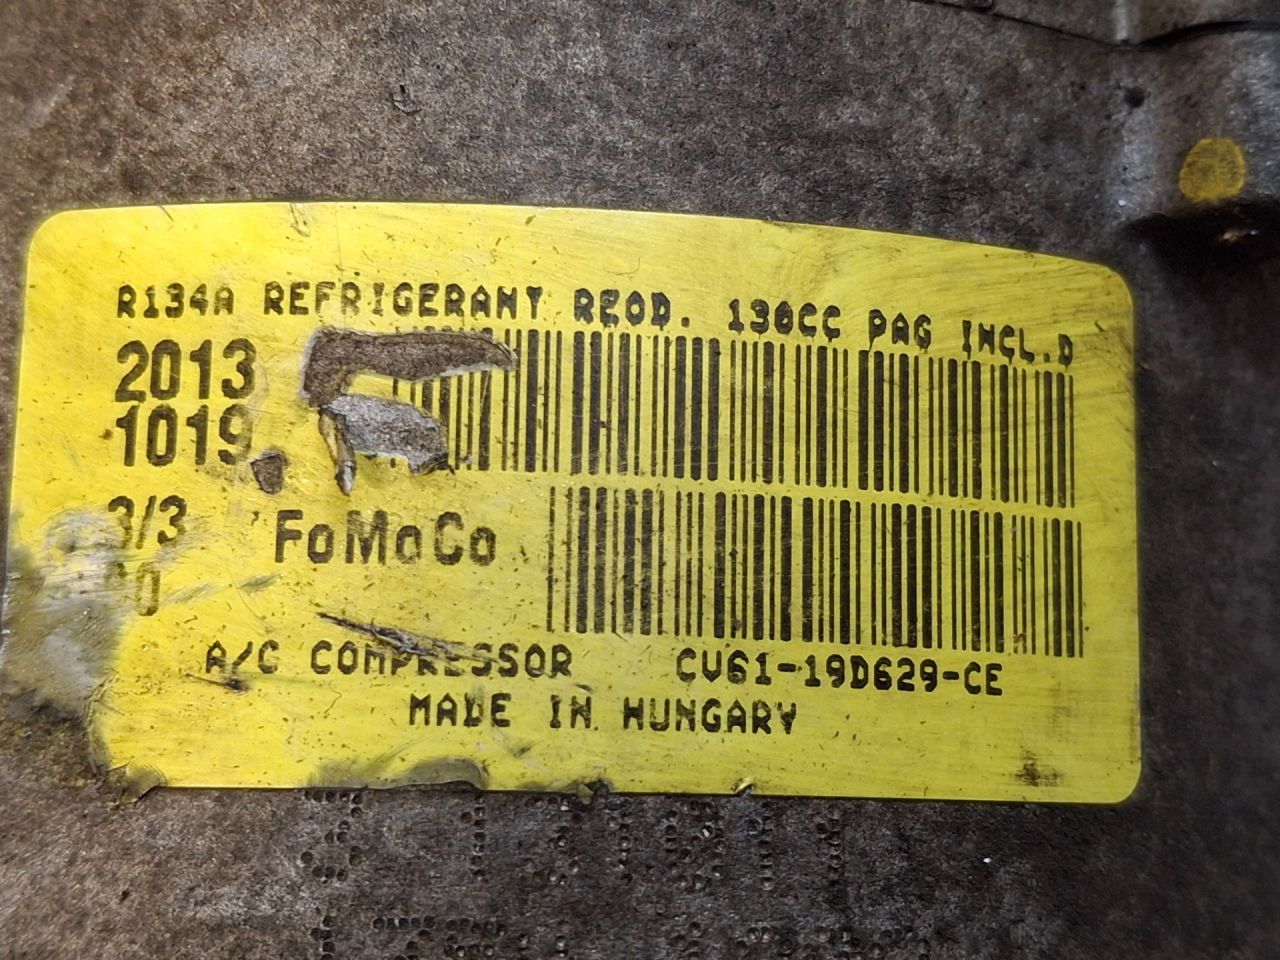 R134A REFRIGERANT REQD. 130CC PAG INCL.D
2013
1019
3/3
FoMoCo
A/C COMPRESSOR CV61-19D629-CE
MADE IN HUNGARY